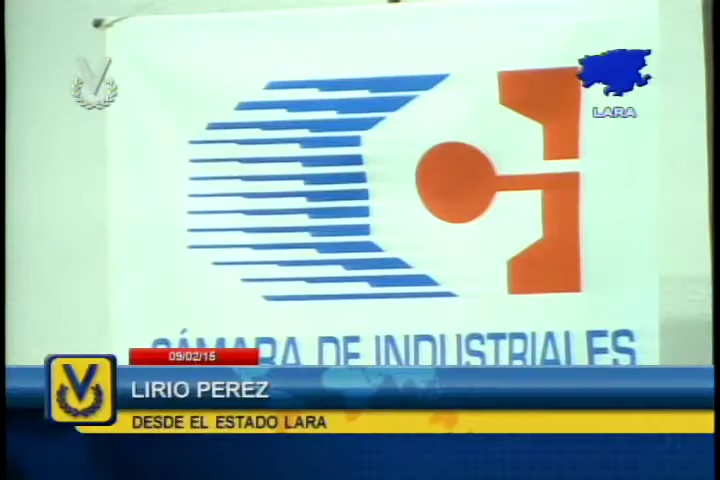 LARA
CÁMARA DE INDUSTRIALES
09/02/15
LIRIO PEREZ
DESDE EL ESTADO LARA